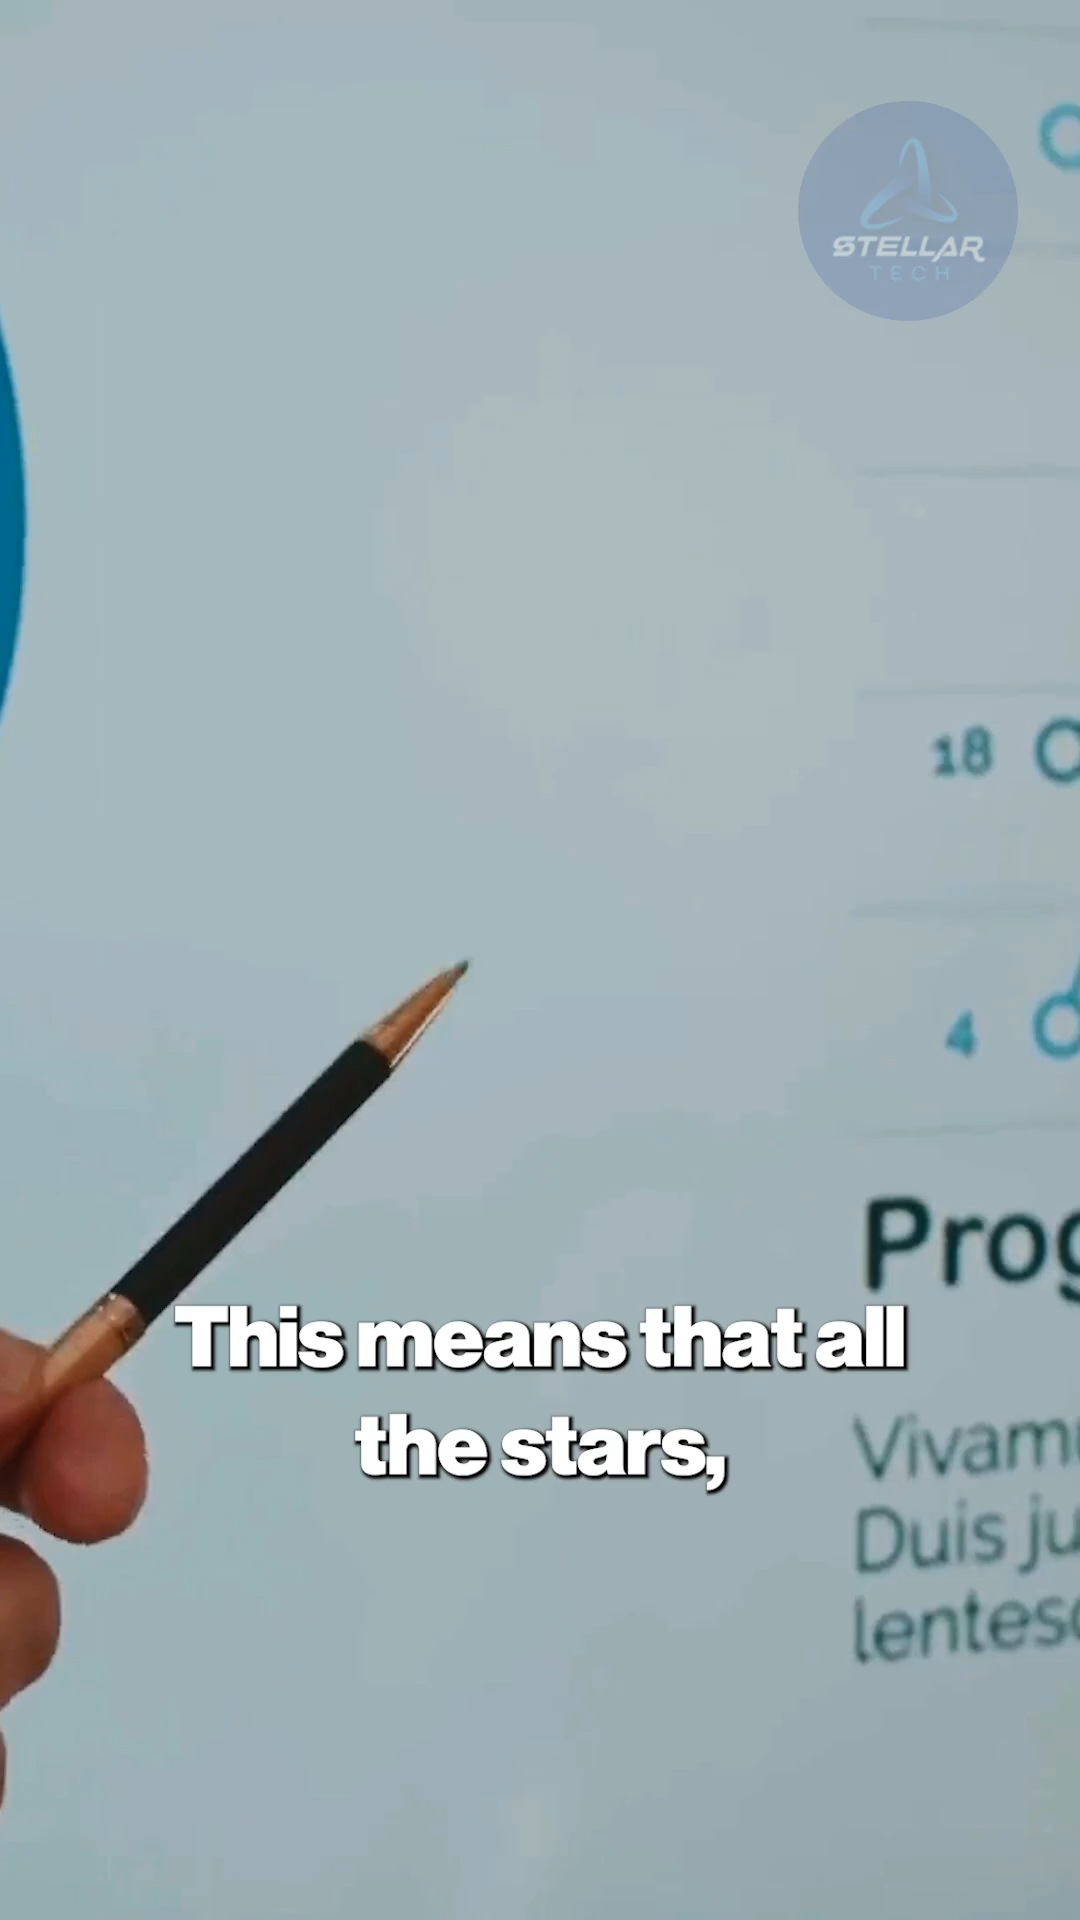 STELLAR
TECH
18
4
Prog
This means that all
the stars,
Vivam
Duis ju
lentes